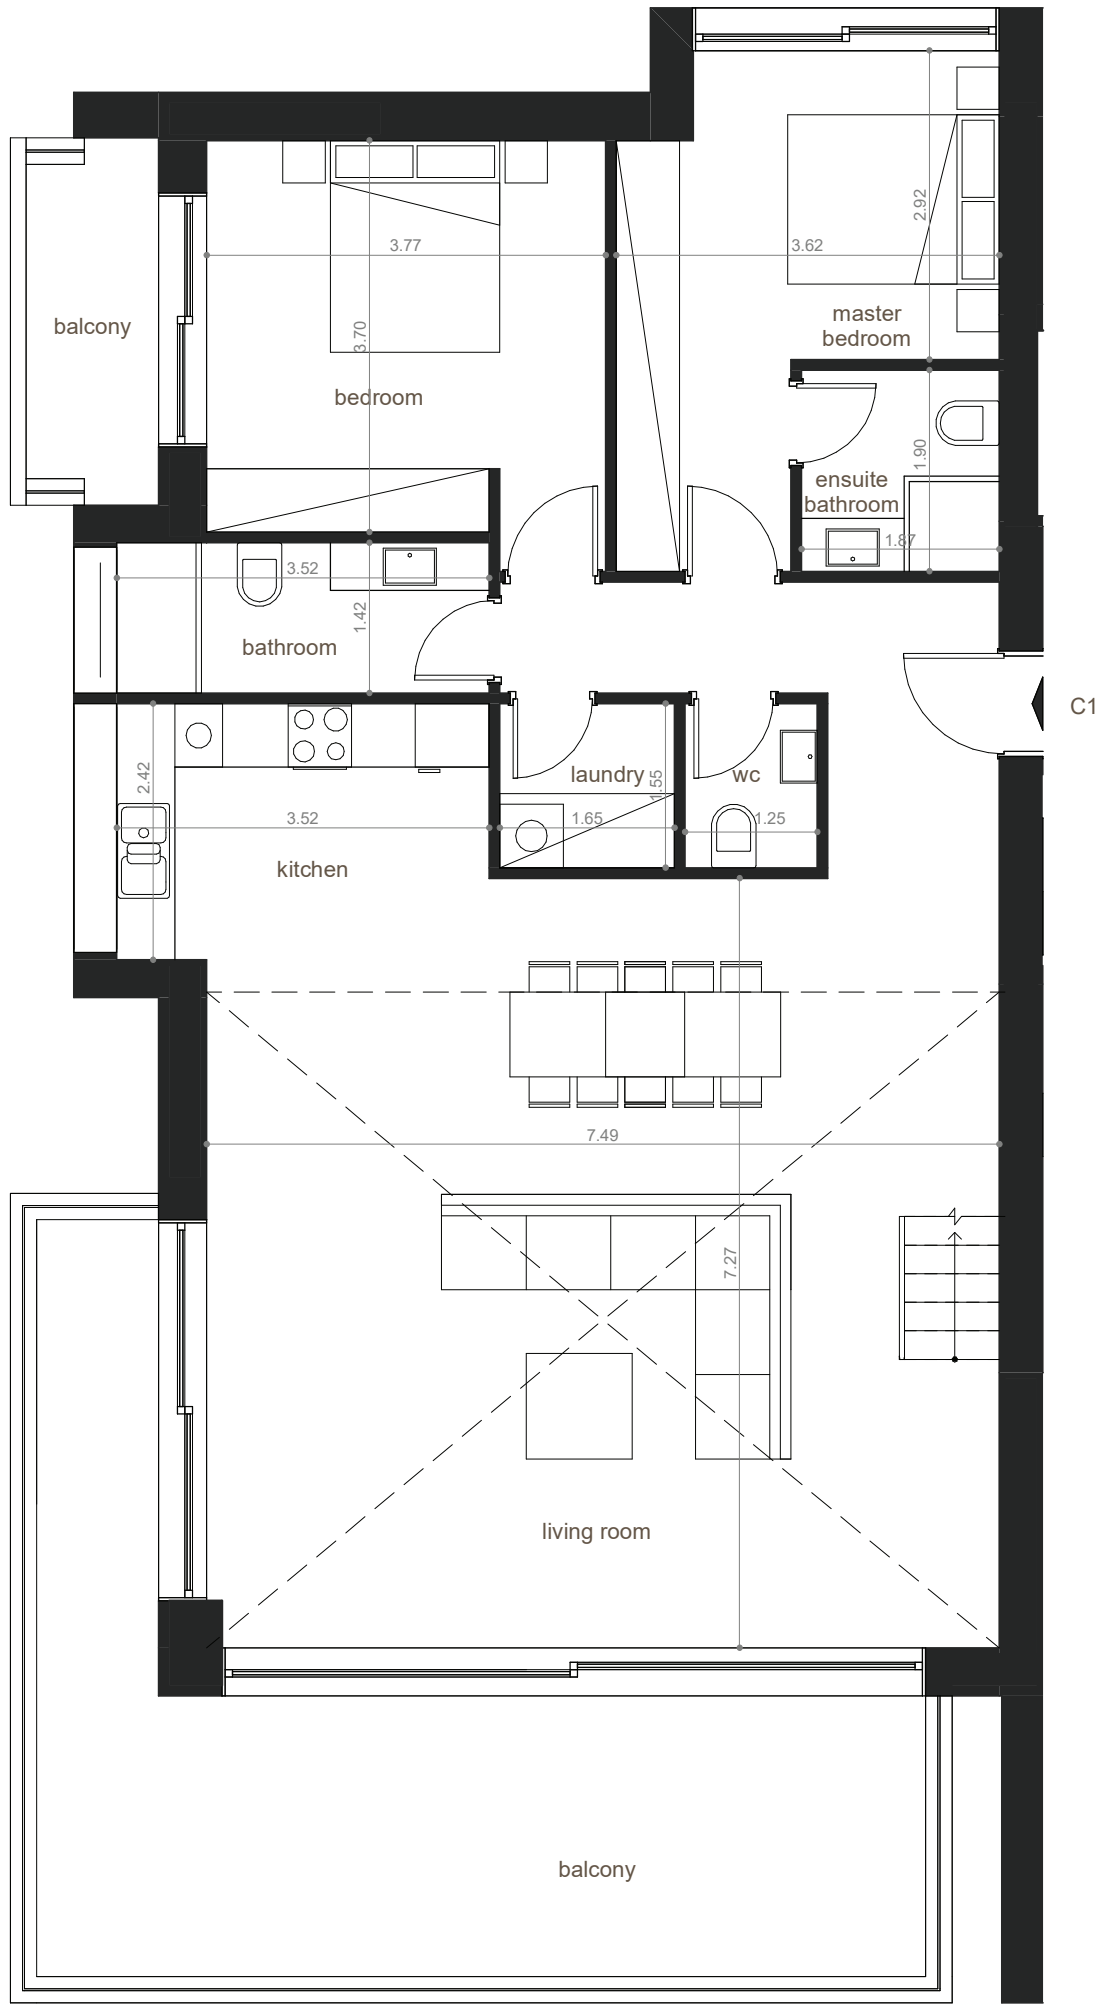 2.92
3.77
3.62
master
bedroom
balcony
3.70
bedroom
1.90
ensuite
bathroom
1.87
3.52
1.42
bathroom
C1
2.42
laundry
wc
1.55
3.52
1.65
1.25
kitchen
7.49
7.27
living room
balcony